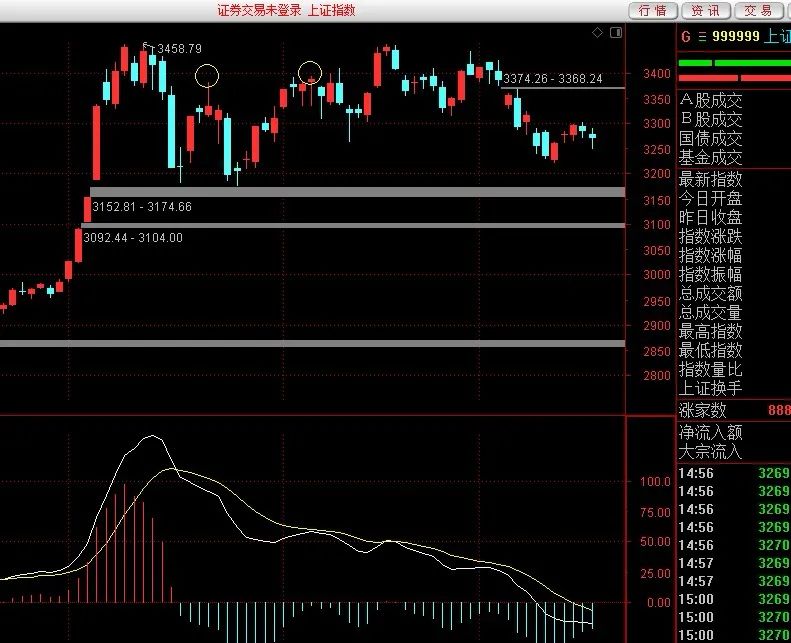 证券交易未登录 上证指数
行情 资讯 交易
G 三 999999 上证
3458.79
3374.26 - 3368.24
3152.81 - 3174.66
3092.44 - 3104.00
3400
3350
3300
3250
3200
3150
3100
3050
3000
2950
2900
2850
2800
A股成交
B股成交
国债成交
基金成交
最新指数
今日开盘
昨日收盘
指数涨跌
指数涨幅
指数振幅
总成交额
总成交量
最高指数
最低指数
指数量比
上证换手
涨家数 888
净流入额
大宗流入
100.0
75.00
50.00
25.00
0.00
14:56 3269
14:56 3269
14:56 3269
14:56 3269
14:56 3270
14:57 3269
14:57 3269
15:00 3269
15:00 3270
15:00 3270